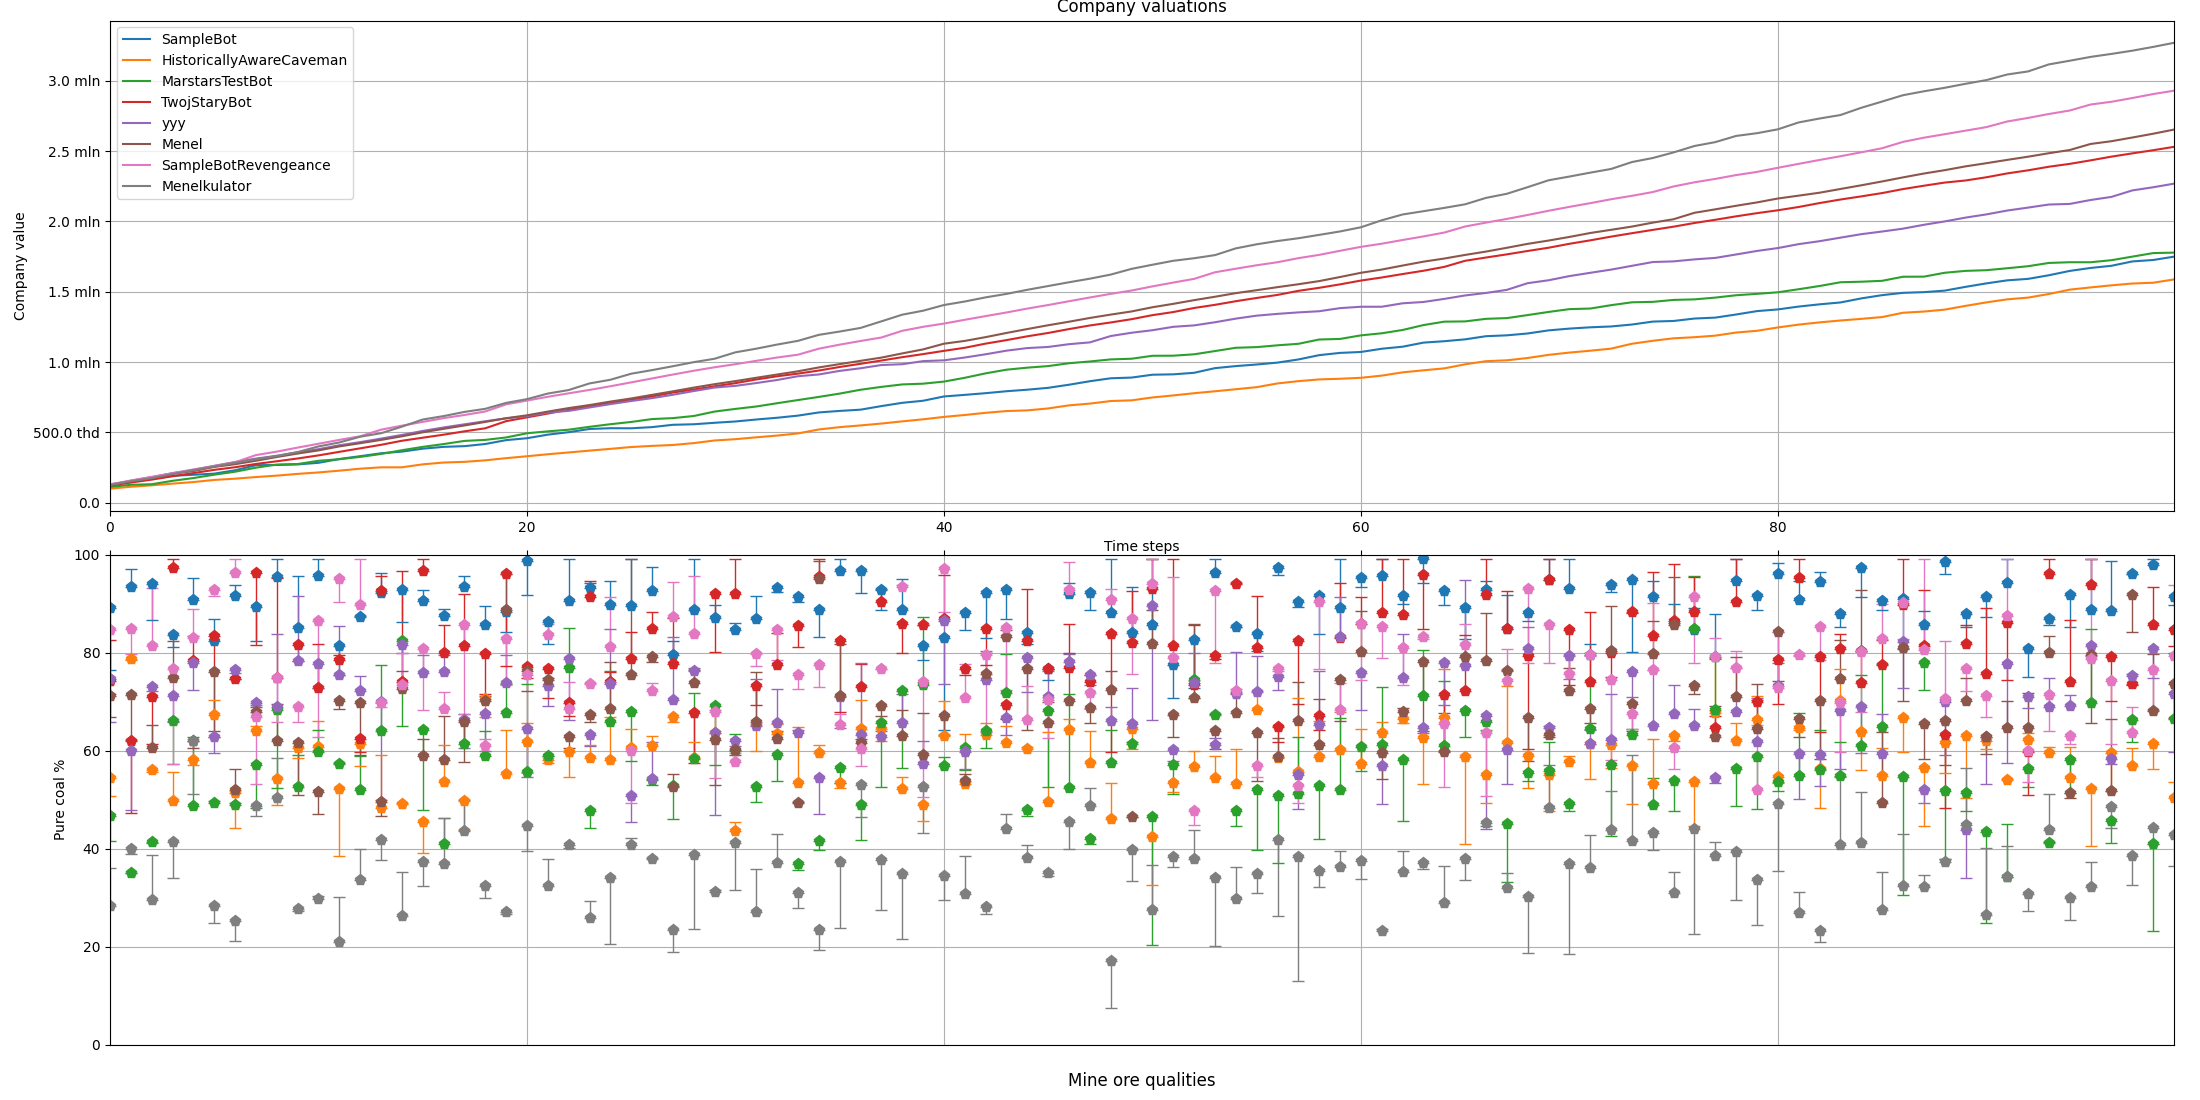 Company valuations
SampleBot
HistoricallyAwareCaveman
MarstarsTestBot
TwojStaryBot
yyy
Menel
SampleBotRevengeance
Menelkulator
Company value
3.0 mln
2.5 mln
2.0 mln
1.5 mln
1.0 mln
500.0 thd
0.0
0 20 40 60 80
Time steps
Pure coal %
100
80
60
40
20
0
Mine ore qualities